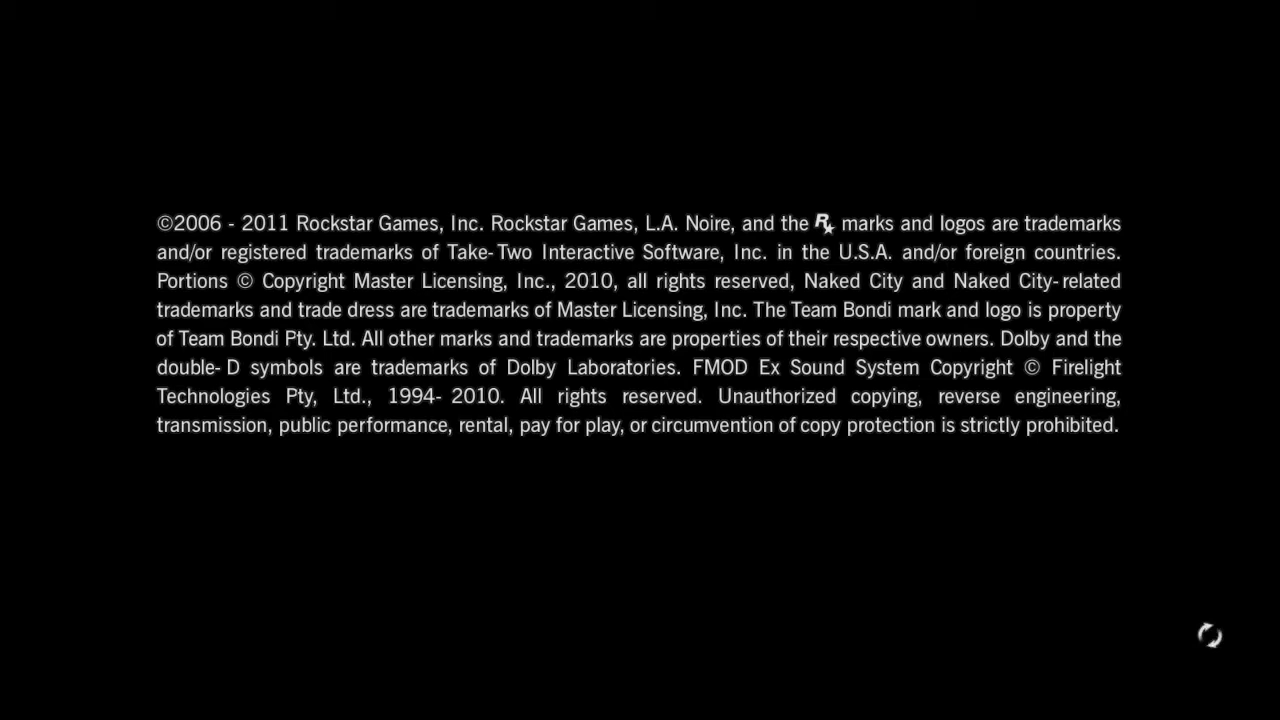 ©2006 - 2011 Rockstar Games, Inc. Rockstar Games, L.A. Noire, and the R★ marks and logos are trademarks
and/or registered trademarks of Take-Two Interactive Software, Inc. in the U.S.A. and/or foreign countries.
Portions © Copyright Master Licensing, Inc., 2010, all rights reserved, Naked City and Naked City-related
trademarks and trade dress are trademarks of Master Licensing, Inc. The Team Bondi mark and logo is property
of Team Bondi Pty. Ltd. All other marks and trademarks are properties of their respective owners. Dolby and the
double- D symbols are trademarks of Dolby Laboratories. FMOD Ex Sound System Copyright © Firelight
Technologies Pty, Ltd., 1994- 2010. All rights reserved. Unauthorized copying, reverse engineering,
transmission, public performance, rental, pay for play, or circumvention of copy protection is strictly prohibited.